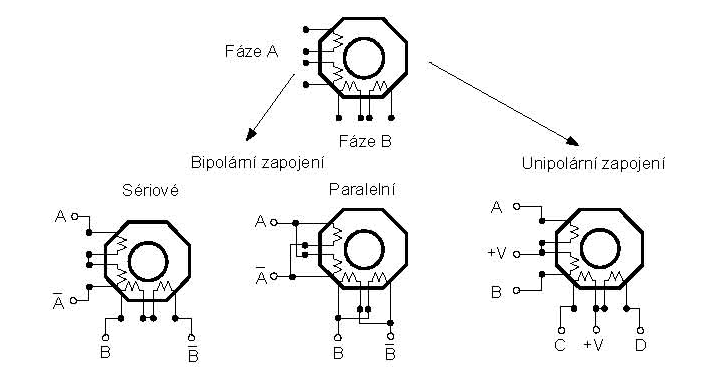 Fáze A
Fáze B
Bipolární zapojení
Unipolární zapojení
Sériové
Paralelní
A
A̅
B
B̅
A
A̅
B
B̅
A
+V
B
C
+V
D